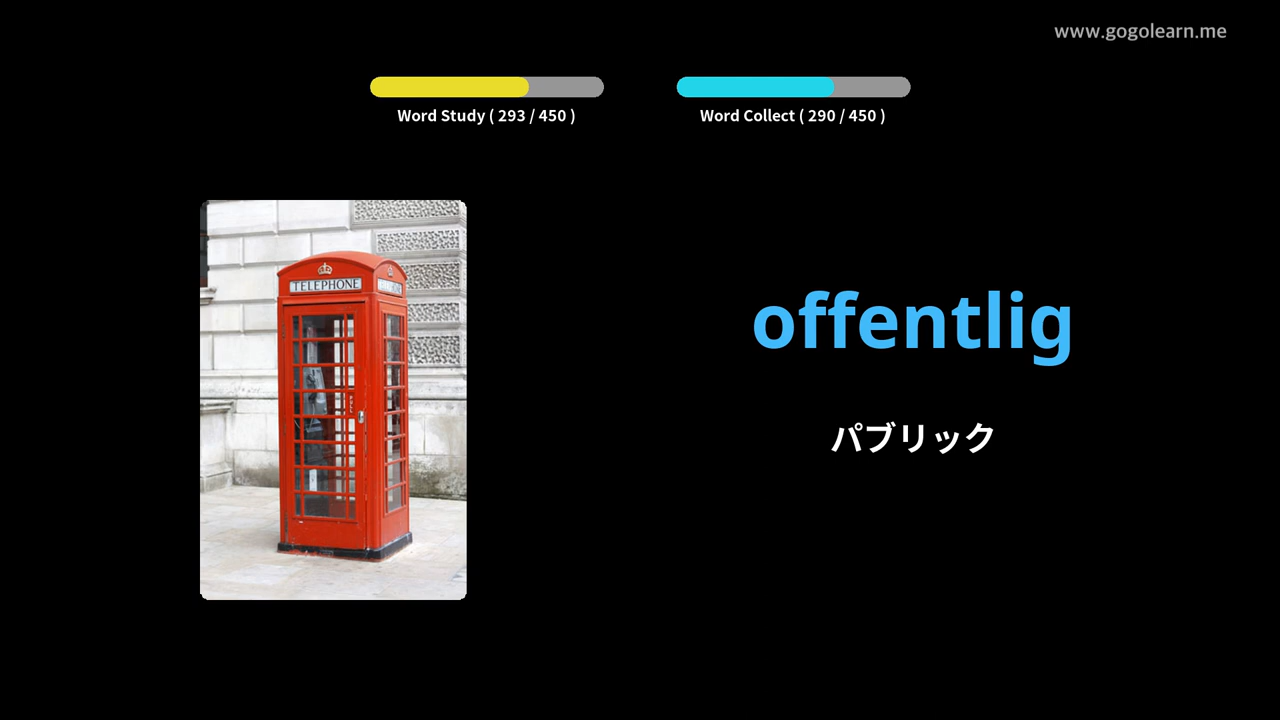 www.gogolearn.me
Word Study ( 293 / 450 )
Word Collect ( 290 / 450 )
TELEPHONE
offentlig
パブリック